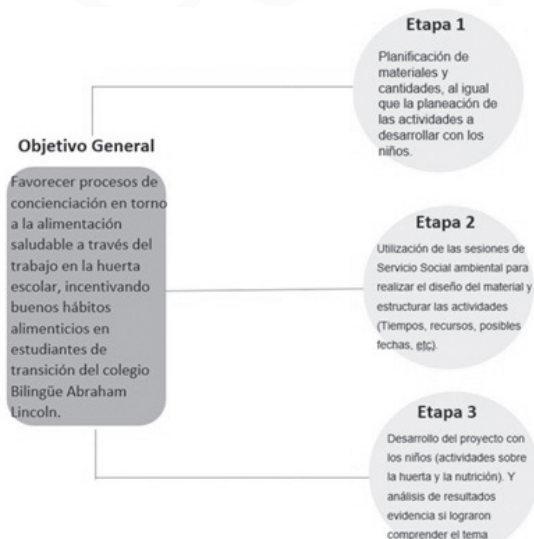 Etapa 1
Planificación de
materiales y
cantidades, al igual
que la planeación de
las actividades a
desarrollar con los
niños.
Objetivo General
Favorecer procesos de
concienciación en torno
a la alimentación
saludable a través del
trabajo en la huerta
escolar, incentivando
buenos hábitos
alimenticios en
estudiantes de
transición del colegio
Bilingüe Abraham
Lincoln.
Etapa 2
Utilización de las sesiones de
Servicio Social ambiental para
realizar el diseño del material y
estructurar las actividades
(Tiempos, recursos, posibles
fechas, etc).
Etapa 3
Desarrollo del proyecto con
los niños (actividades sobre
la huerta y la nutrición). Y
análisis de resultados
evidencia si lograron
comprender el tema